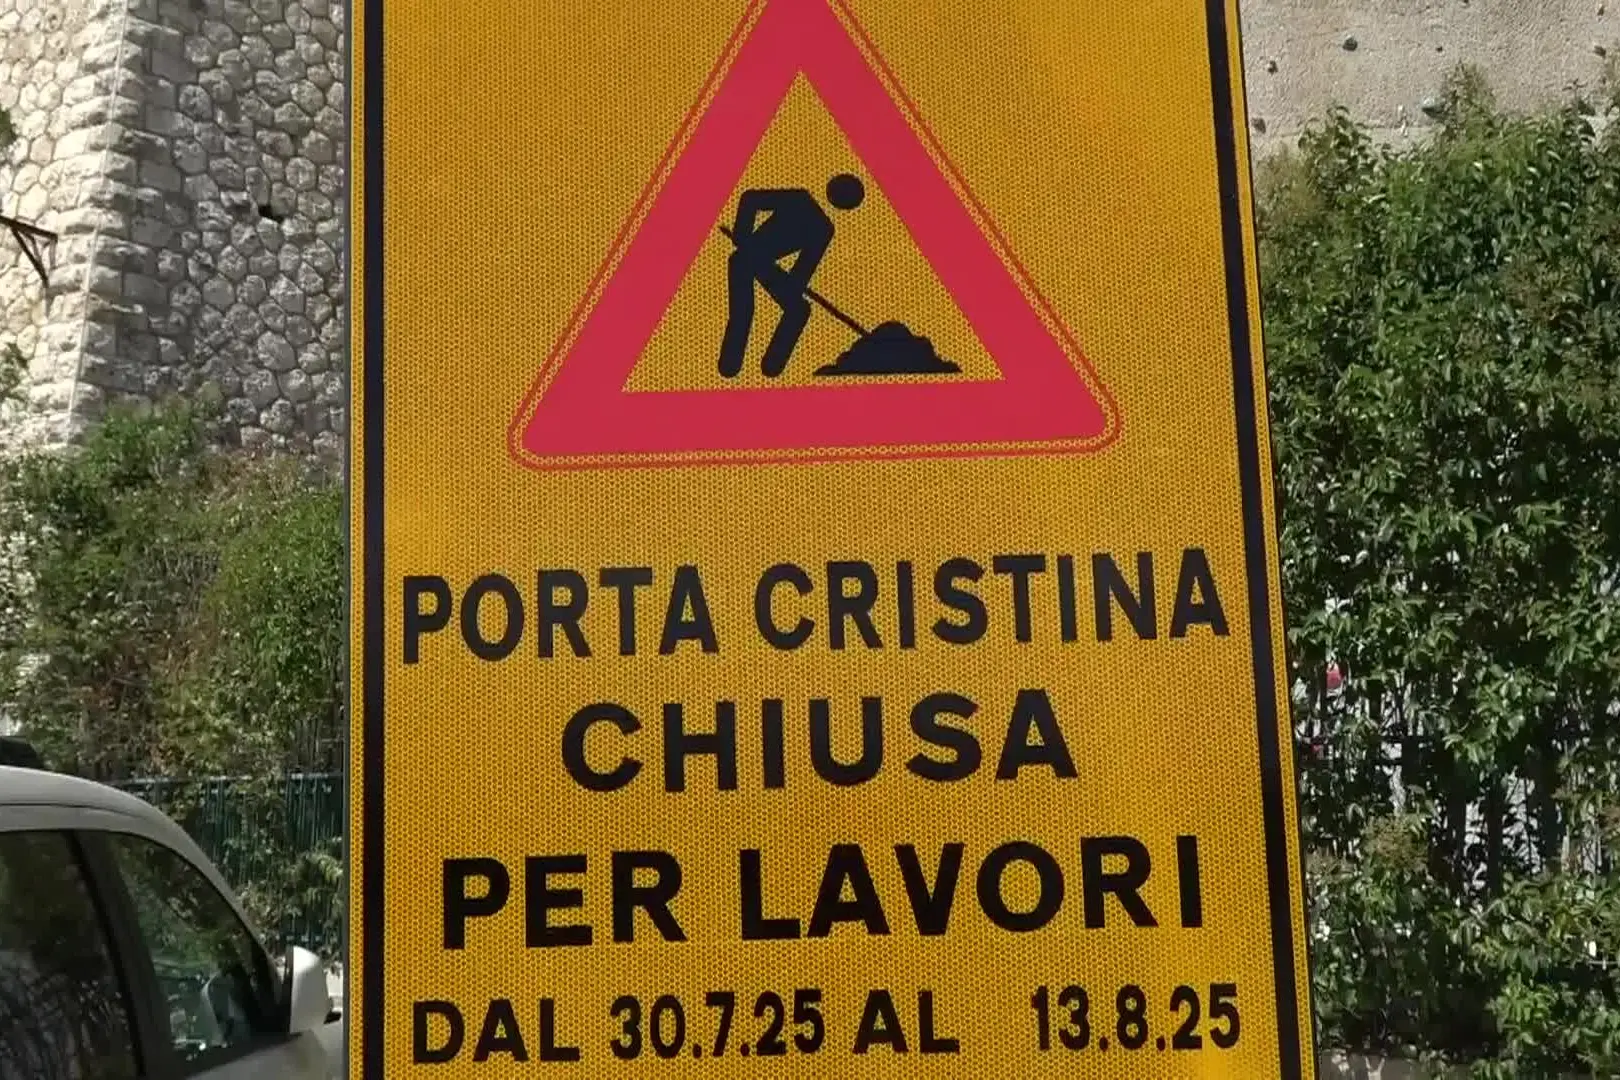 PORTA CRISTINA
CHIUSA
PER LAVORI
DAL 30.7.25 AL 13.8.25